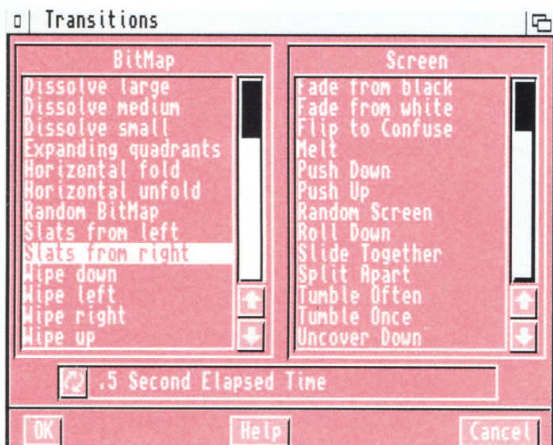 Transitions
BitMap
Dissolve large
Dissolve medium
Dissolve small
Expanding quadrants
Horizontal fold
Horizontal unfold
Random BitMap
Slats from left
Slats from right
Wipe down
Wipe left
Wipe right
Wipe up
Screen
Fade from black
Fade from white
Flip to Confuse
Melt
Push Down
Push Up
Random Screen
Roll Down
Slide Together
Split Apart
Tumble Often
Tumble Once
Uncover Down
.5 Second Elapsed Time
OK
Help
Cancel